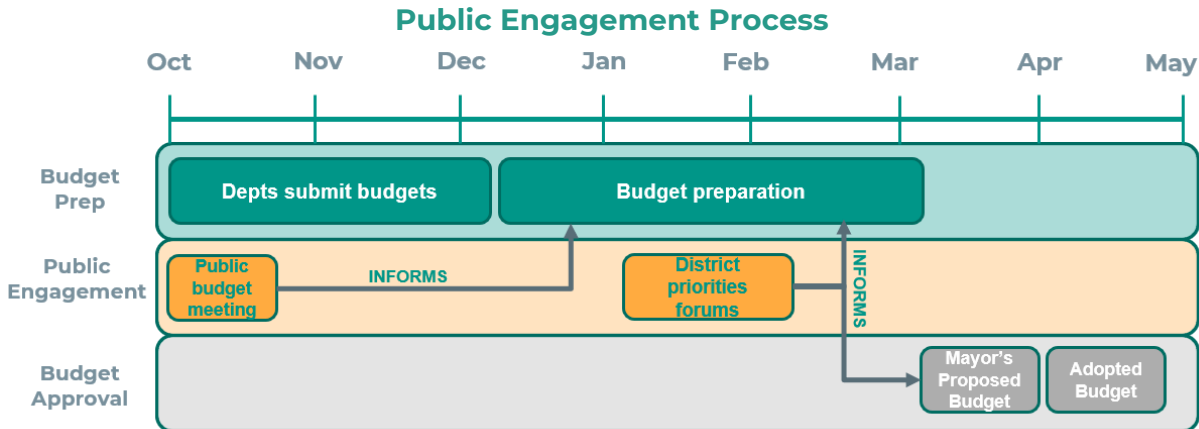 Public Engagement Process
Oct Nov Dec Jan Feb Mar Apr May
Budget
Prep
Depts submit budgets
Budget preparation
Public
Engagement
Public
budget
meeting
INFORMS
District
priorities
forums
INFORMS
Budget
Approval
Mayor's
Proposed
Budget
Adopted
Budget